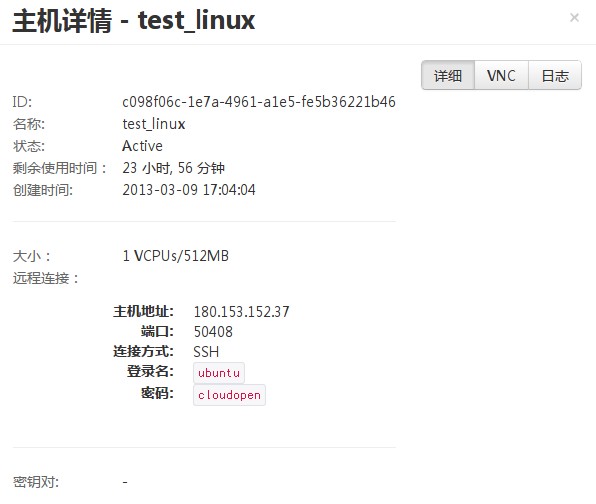 主机详情 - test_linux
×
详细 VNC 日志
ID: c098f06c-1e7a-4961-a1e5-fe5b36221b46
名称: test_linux
状态: Active
剩余使用时间： 23 小时, 56 分钟
创建时间: 2013-03-09 17:04:04
大小： 1 VCPUs/512MB
远程连接：
主机地址: 180.153.152.37
端口: 50408
连接方式: SSH
登录名: ubuntu
密码: cloudopen
密钥对: -